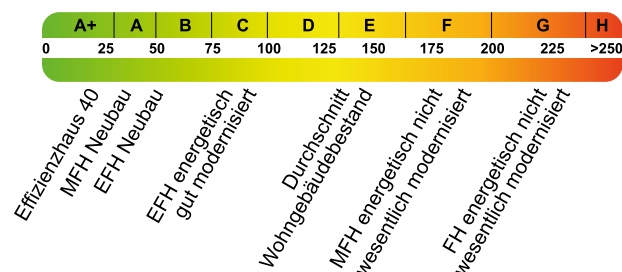 A+ A B C D E F G H
0 25 50 75 100 125 150 175 200 225 >250
Effizienzhaus 40
MFH Neubau
EFH Neubau
EFH energetisch
gut modernisiert
Durchschnitt
Wohngebäudebestand
MFH energetisch nicht
wesentlich modernisiert
FH energetisch nicht
wesentlich modernisiert